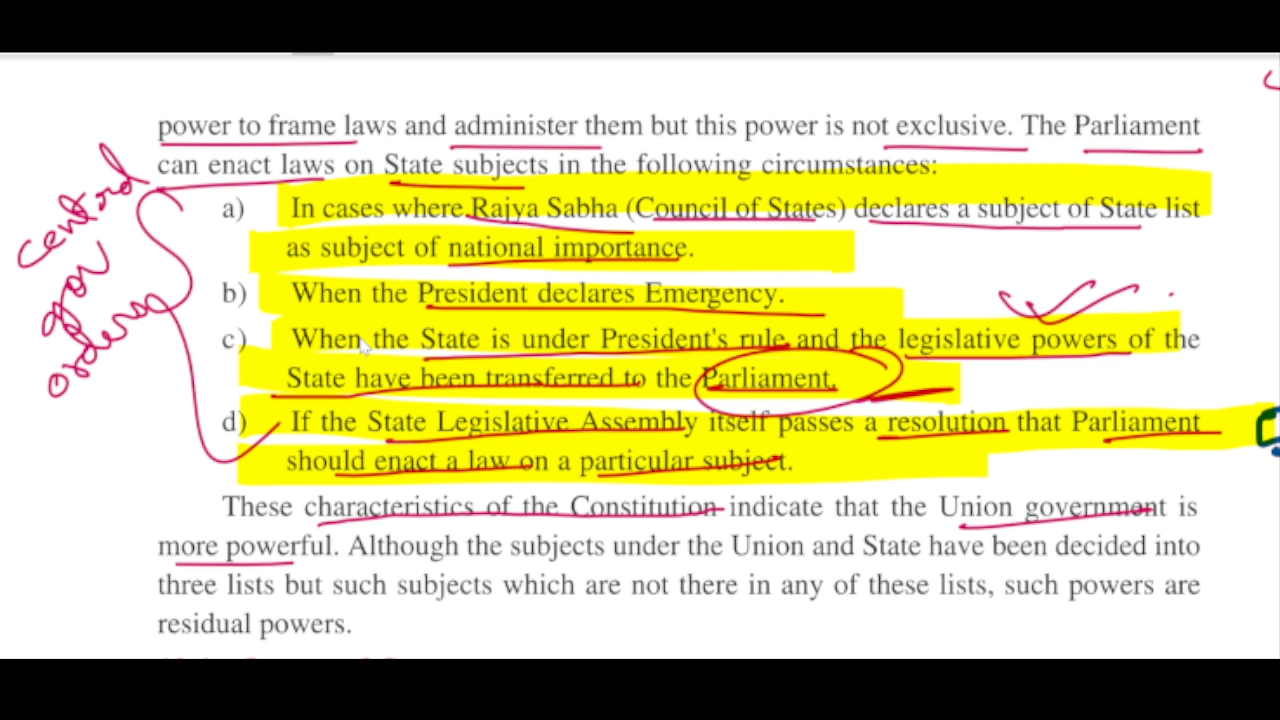 power to frame laws and administer them but this power is not exclusive. The Parliament
can enact laws on State subjects in the following circumstances:
a) In cases where Rajya Sabha (Council of States) declares a subject of State list
as subject of national importance.
b) When the President declares Emergency.
c) When the State is under President's rule and the legislative powers of the
State have been transferred to the Parliament.
d) If the State Legislative Assembly itself passes a resolution that Parliament
should enact a law on a particular subject.
These characteristics of the Constitution indicate that the Union government is
more powerful. Although the subjects under the Union and State have been decided into
three lists but such subjects which are not there in any of these lists, such powers are
residual powers.
gov